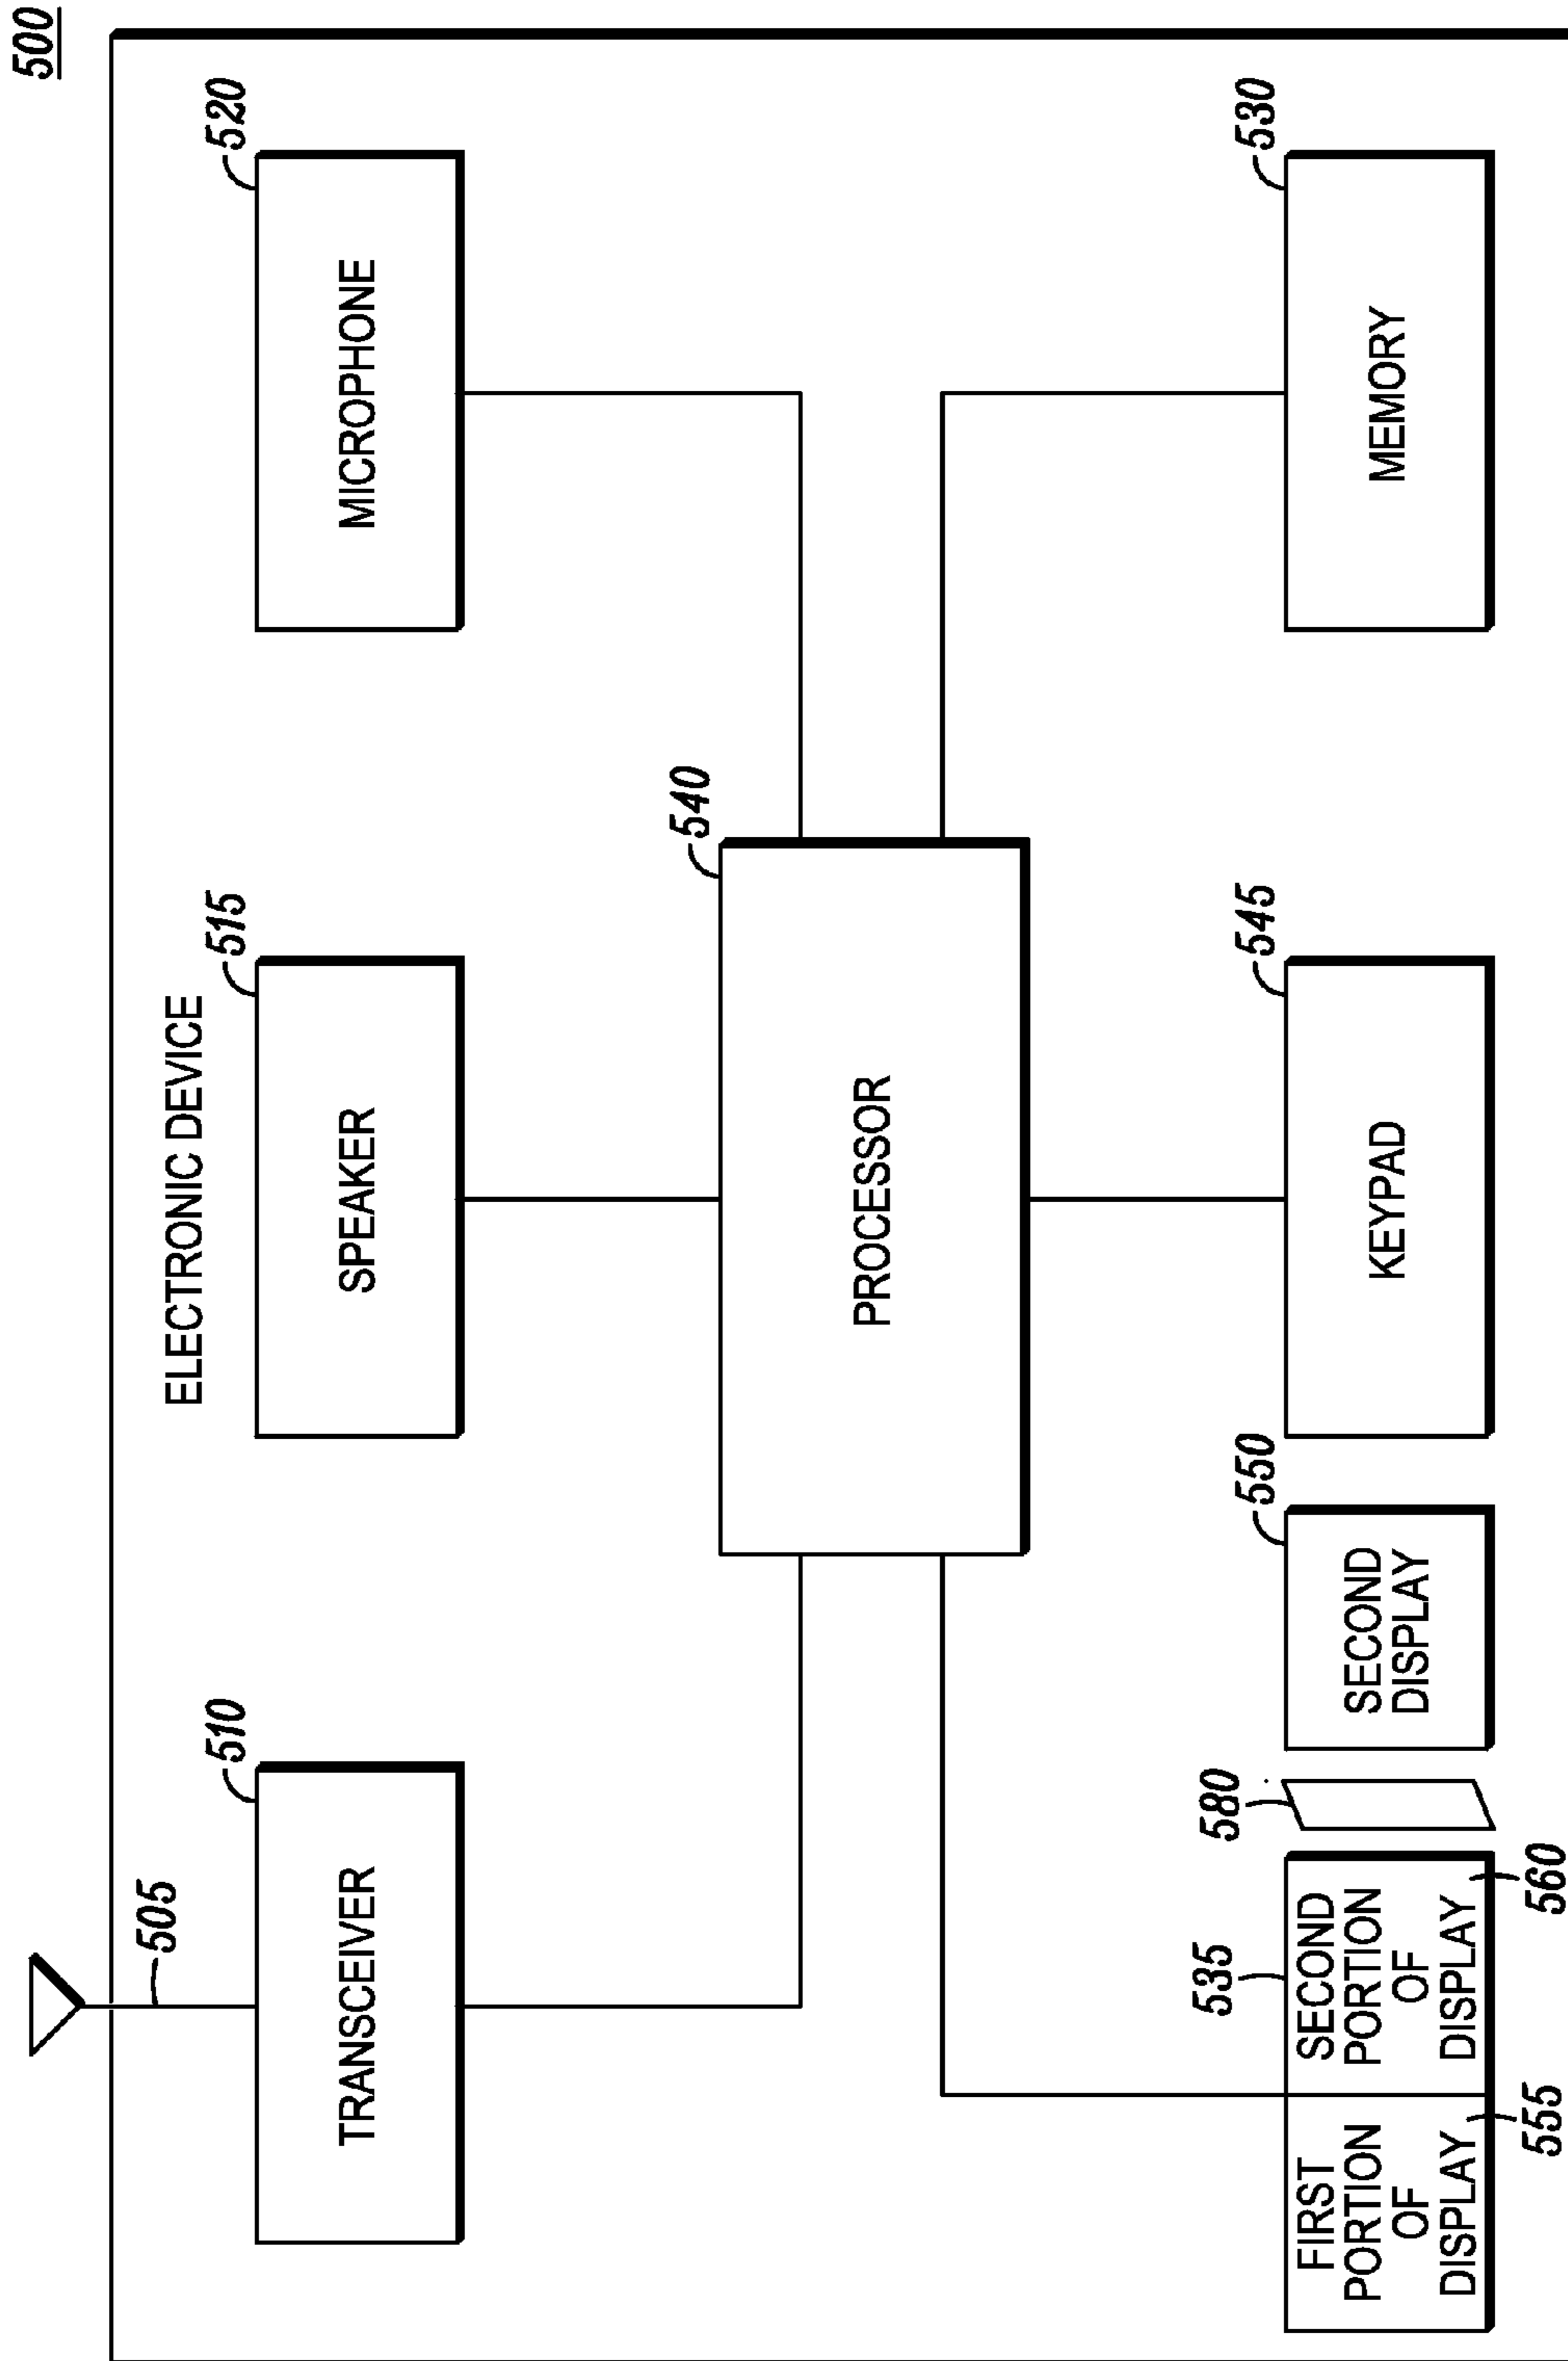 500
ELECTRONIC DEVICE
505
510
TRANSCEIVER
515
SPEAKER
520
MICROPHONE
540
PROCESSOR
535
FIRST
PORTION
OF
DISPLAY
555
SECOND
PORTION
OF
DISPLAY
560
580
550
SECOND
DISPLAY
545
KEYPAD
530
MEMORY